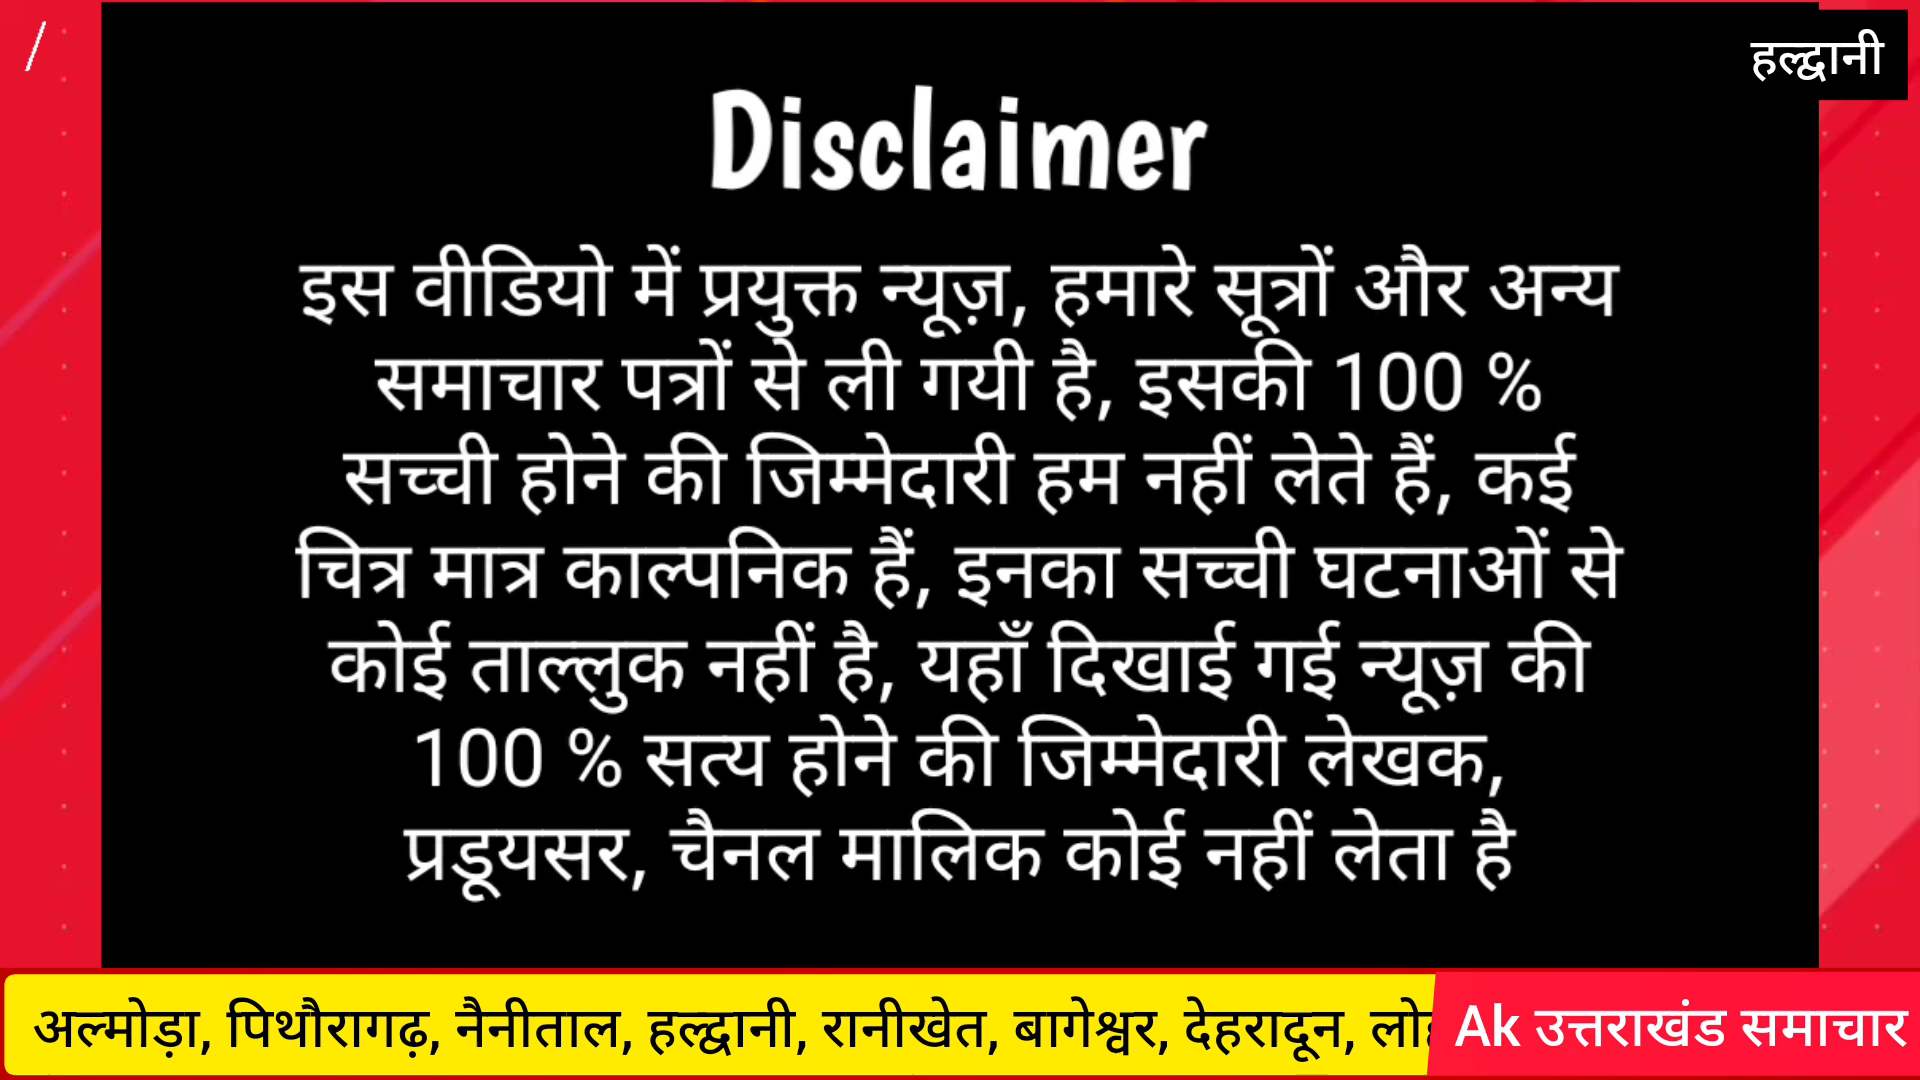 /
हल्द्वानी
Disclaimer
इस वीडियो में प्रयुक्त न्यूज़, हमारे सूत्रों और अन्य
समाचार पत्रों से ली गयी है, इसकी 100 %
सच्ची होने की जिम्मेदारी हम नहीं लेते हैं, कई
चित्र मात्र काल्पनिक हैं, इनका सच्ची घटनाओं से
कोई ताल्लुक नहीं है, यहाँ दिखाई गई न्यूज़ की
100 % सत्य होने की जिम्मेदारी लेखक,
प्रडूयसर, चैनल मालिक कोई नहीं लेता है
अल्मोड़ा, पिथौरागढ़, नैनीताल, हल्द्वानी, रानीखेत, बागेश्वर, देहरादून,
Ak उत्तराखंड समाचार